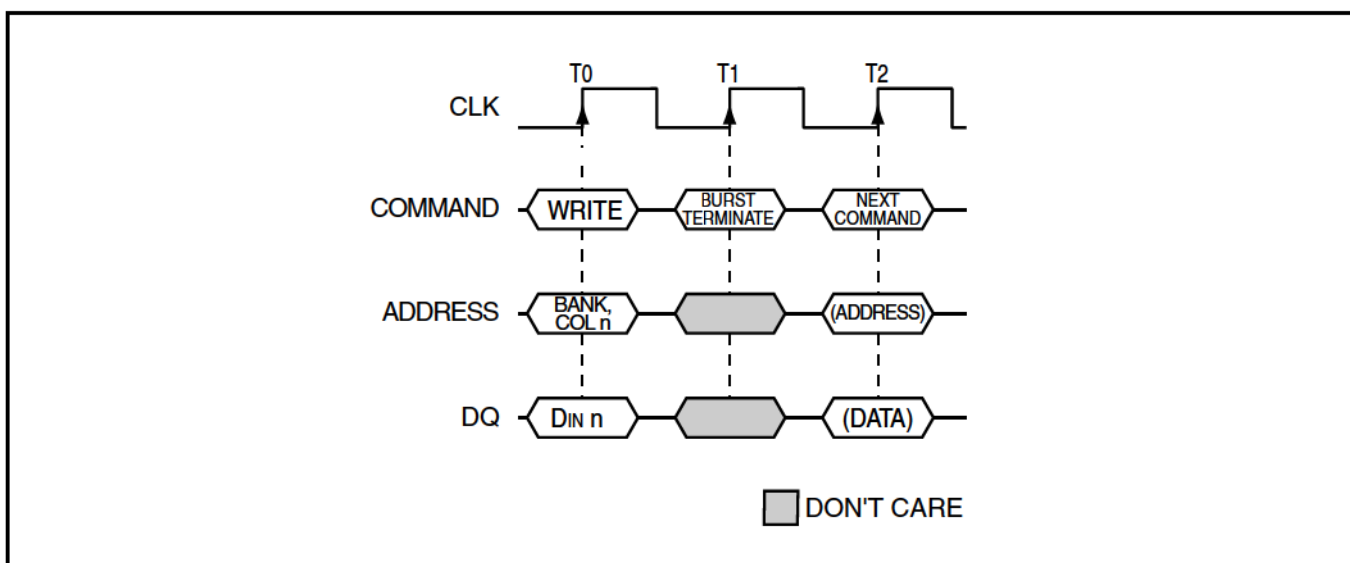 T0 T1 T2
CLK
COMMAND WRITE BURST TERMINATE NEXT COMMAND
ADDRESS BANK, COL n (ADDRESS)
DQ DIN n (DATA)
DON'T CARE